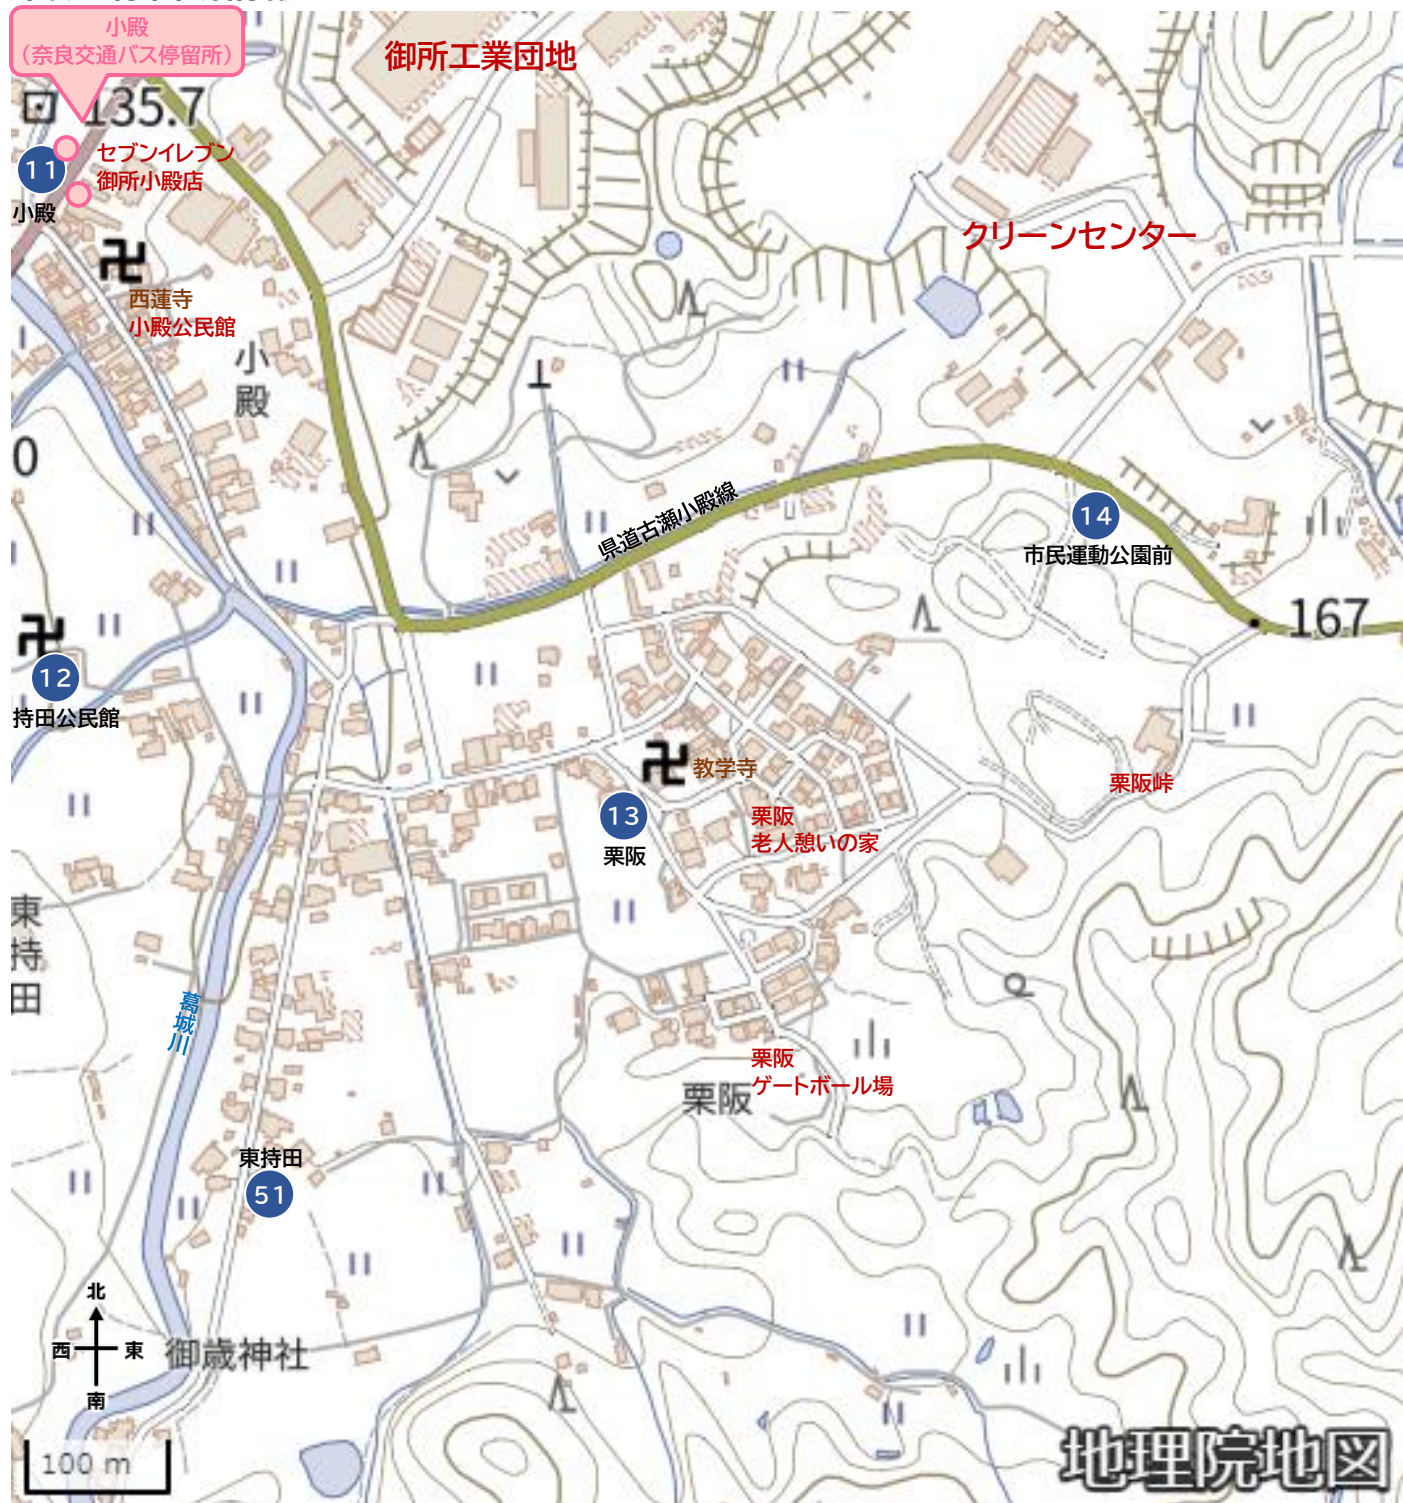 小殿
（奈良交通バス停留所）
御所工業団地
135.7
セブンイレブン
御所小殿店
11
小殿
クリーンセンター
西蓮寺
小殿公民館
小殿
0
県道古瀬小殿線
14
市民運動公園前
167
12
持田公民館
教学寺
栗阪峠
13
栗阪
栗阪
老人憩いの家
東持田
葛城川
栗阪
ゲートボール場
栗阪
東持田
51
北
西
東
南
御歳神社
100 m
地理院地図